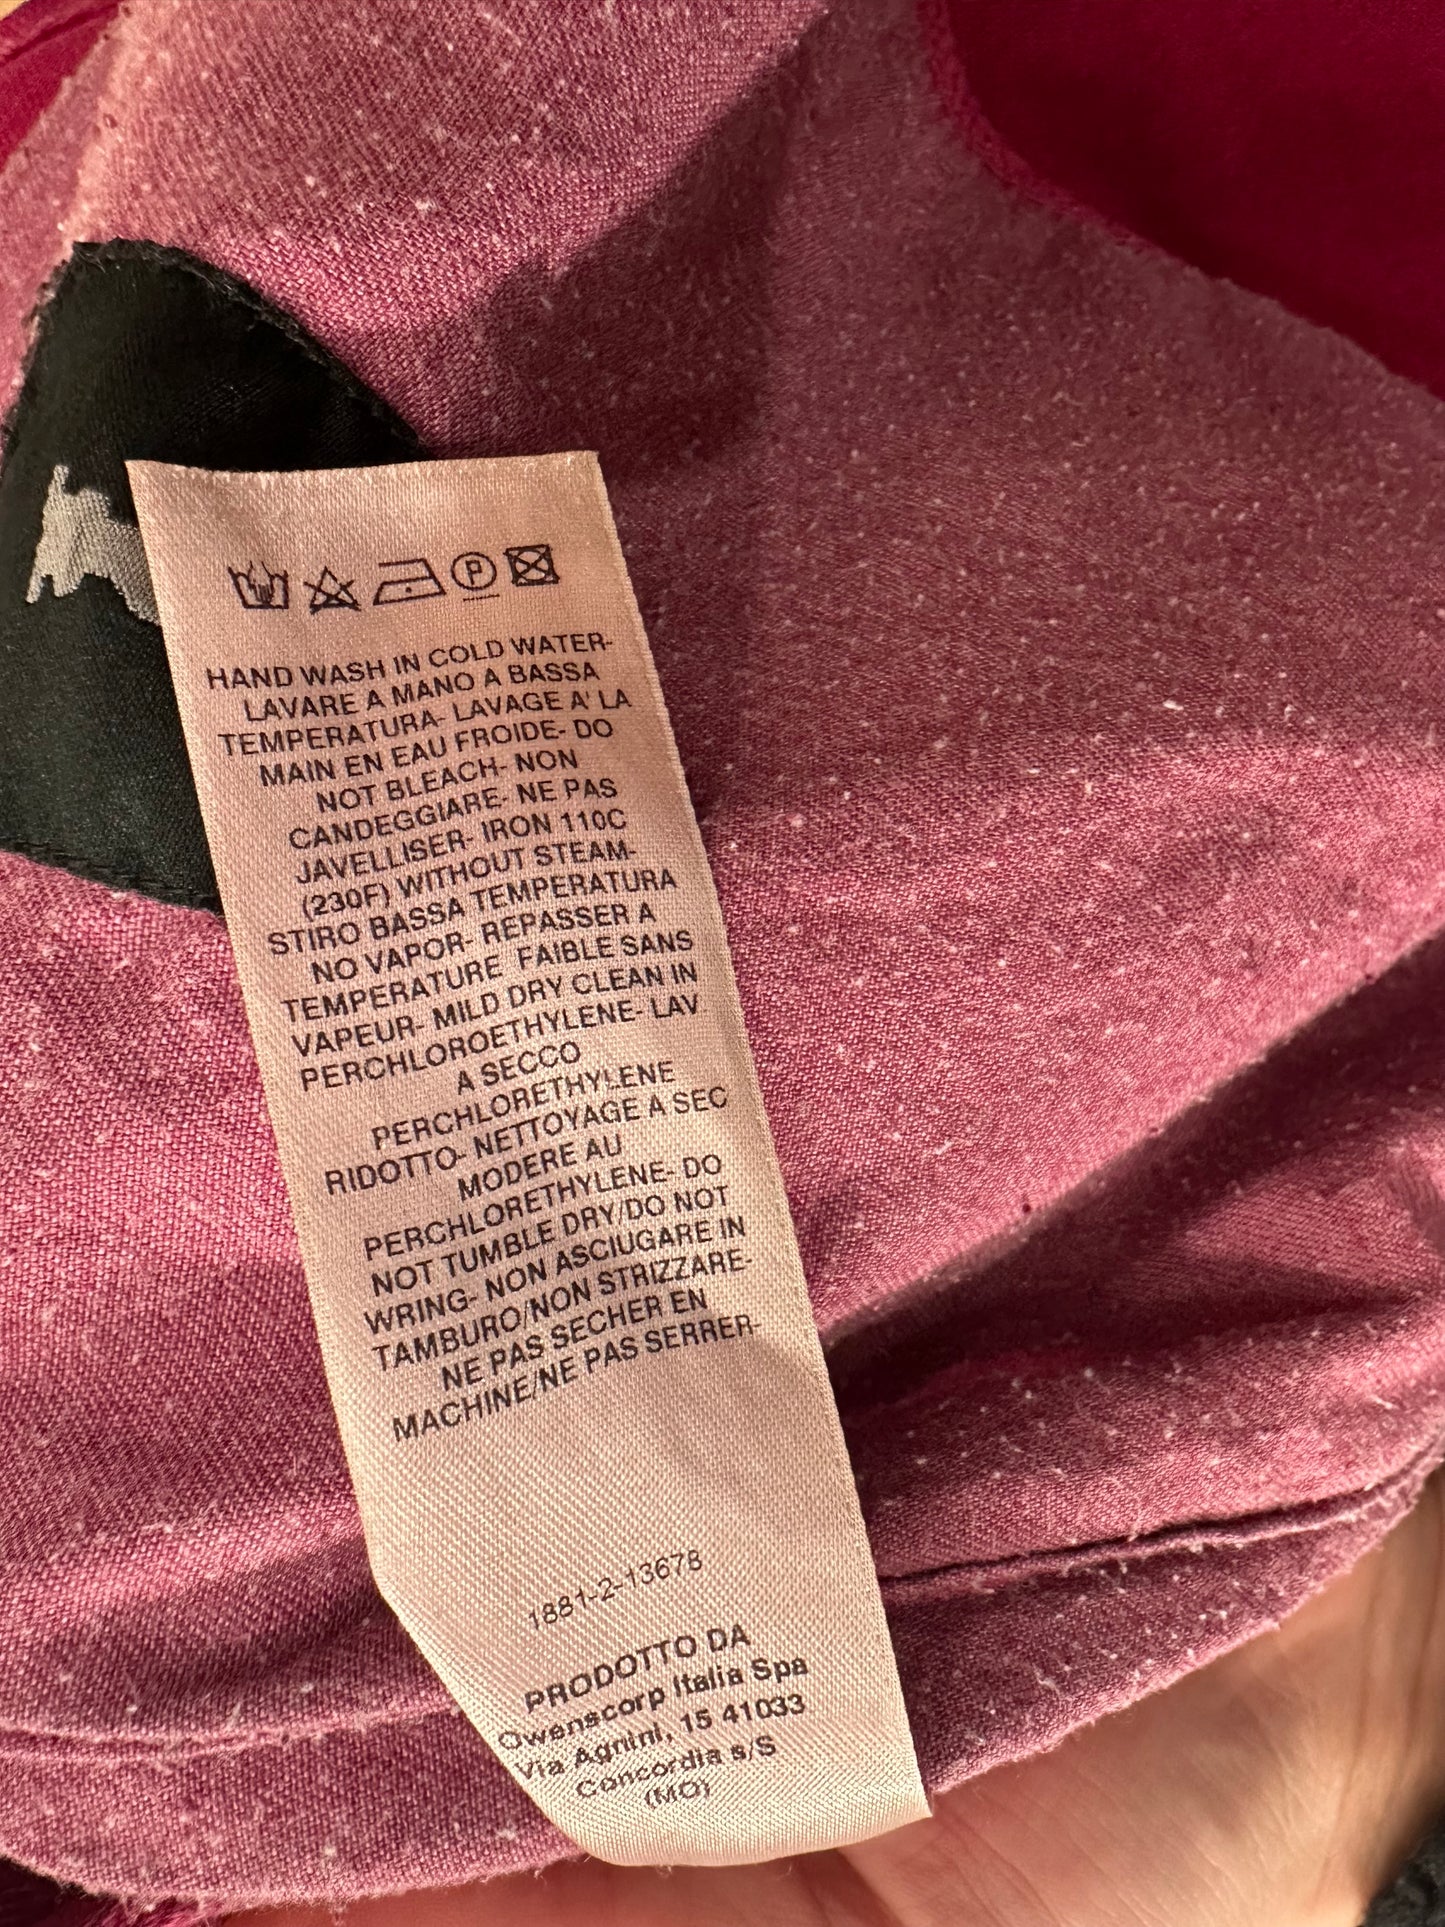 HAND WASH IN COLD WATER-
LAVARE A MANO A BASSA
TEMPERATURA- LAVAGE A' LA
MAIN EN EAU FROIDE- DO
NOT BLEACH- NON
CANDEGGIARE- NE PAS
JAVELLISER- IRON 110C
(230F) WITHOUT STEAM-
STIRO BASSA TEMPERATURA
NO VAPOR- REPASSER A
TEMPERATURE FAIBLE SANS
VAPEUR- MILD DRY CLEAN IN
PERCHLOROETHYLENE- LAV
A SECCO
PERCHLORETHYLENE
RIDOTTO- NETTOYAGE A SEC
MODERE AU
PERCHLORETHYLENE- DO
NOT TUMBLE DRY/DO NOT
WRING- NON ASCIUGARE IN
TAMBURO/NON STRIZZARE-
NE PAS SECHER EN
MACHINE/NE PAS SERRER-
1881-2-13678
PRODOTTO DA
Owenscorp Italia Spa
Via Agnini, 15 41033
Concordia s/S
(MO)